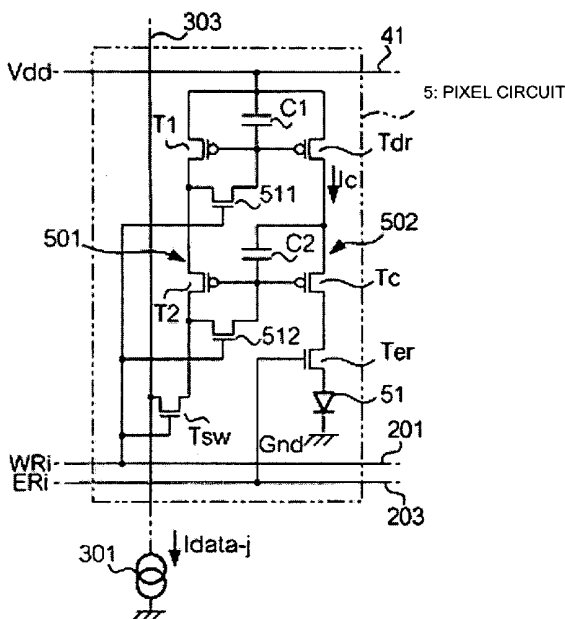 303
41
Vdd
5: PIXEL CIRCUIT
C1
T1
Tdr
Ic
511
501
C2
502
T2
Tc
512
Ter
51
Tsw
Gnd
WRi
201
ERi
203
301
Idata-j